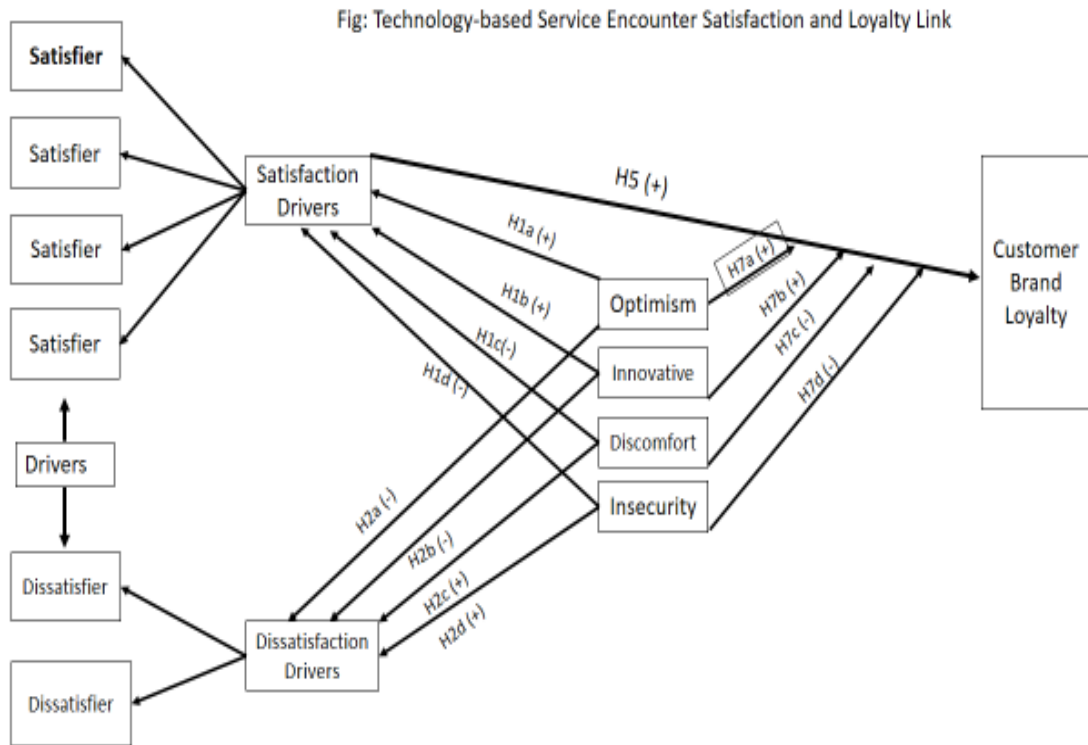 Fig: Technology-based Service Encounter Satisfaction and Loyalty Link
Satisfier
Satisfier
Satisfier
Satisfier
Drivers
Dissatisfier
Dissatisfier
Satisfaction
Drivers
Dissatisfaction
Drivers
H5 (+)
H1a (+)
H1b (+)
H1c(-)
H1d (-)
H7a (+)
H7b (+)
H7c (-)
H7d (-)
Optimism
Innovative
Discomfort
Insecurity
H2a (-)
H2b (-)
H2c (+)
H2d (+)
Customer
Brand
Loyalty